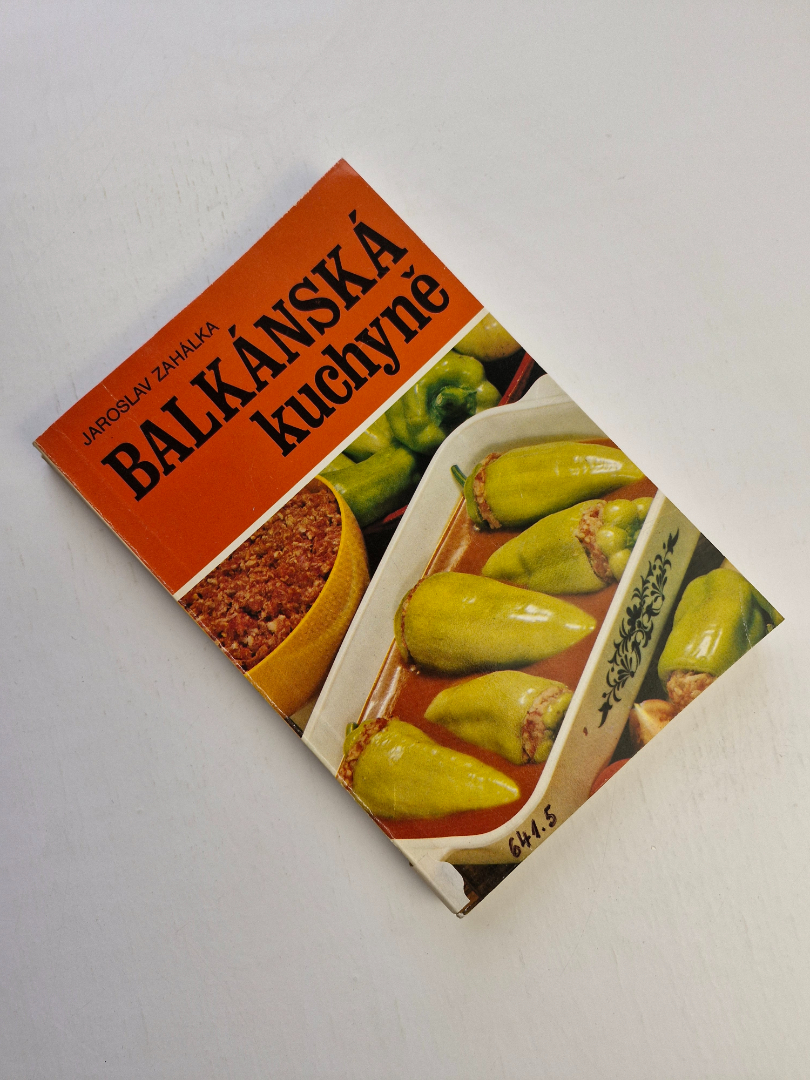 JAROSLAV ZAHÁLKA
BALKÁNSKÁ
kuchyně
641.5